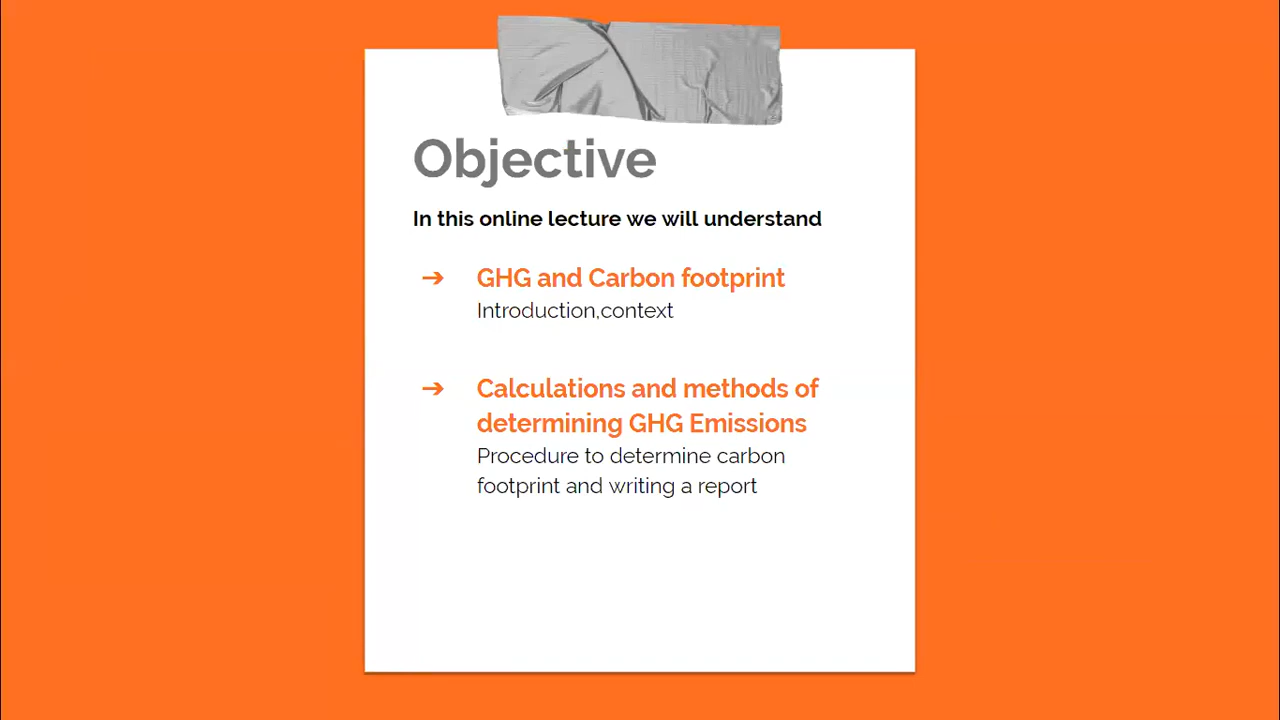 Objective
In this online lecture we will understand
➔ GHG and Carbon footprint
Introduction,context
➔ Calculations and methods of
determining GHG Emissions
Procedure to determine carbon
footprint and writing a report